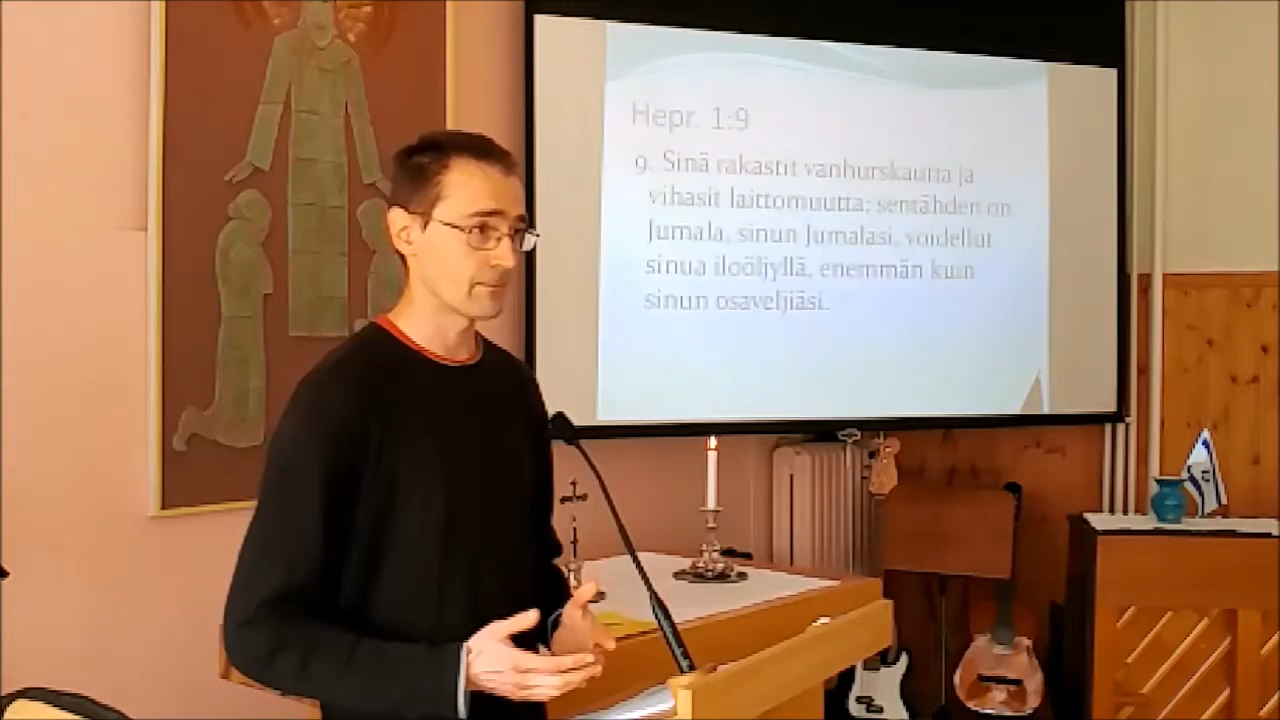 Hepr. 1:9
9. Sinä rakastit vanhurskautta ja
vihasit laittomuutta; sentähden on
Jumala, sinun Jumalasi, voidellut
sinua iloöljyllä, enemmän kuin
sinun osaveljiäsi.